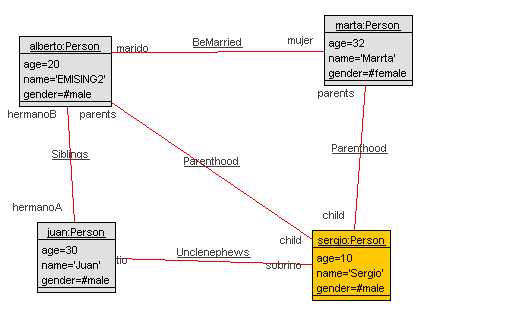 marta:Person
age=32
name='Marrta'
gender=#female
alberto:Person
age=20
name='EMISING2'
gender=#male
marido
BeMarried
mujer
hermanoB
parents
parents
Siblings
Parenthood
Parenthood
hermanoA
child
child
juan:Person
age=30
name='Juan'
gender=#male
tio
Unclenephews
sobrino
sergio:Person
age=10
name='Sergio'
gender=#male